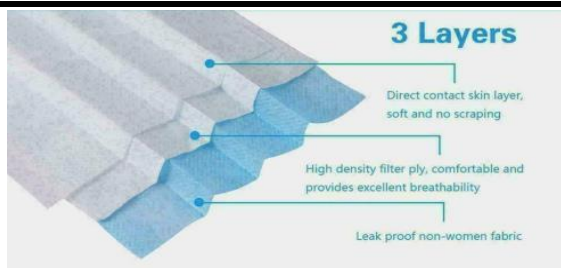 3 Layers
Direct contact skin layer,
soft and no scraping
High density filter ply, comfortable and
provides excellent breathability
Leak proof non-women fabric